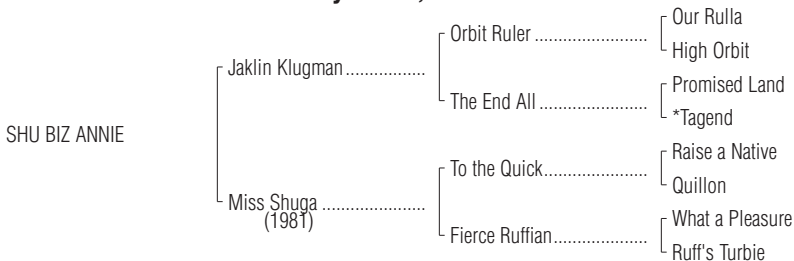 Our Rulla
Orbit Ruler ........................
High Orbit
Jaklin Klugman.................
Promised Land
The End All .......................
*Tagend
SHU BIZ ANNIE
Raise a Native
To the Quick......................
Quillon
Miss Shuga ......................
(1981)
What a Pleasure
Fierce Ruffian....................
Ruff's Turbie